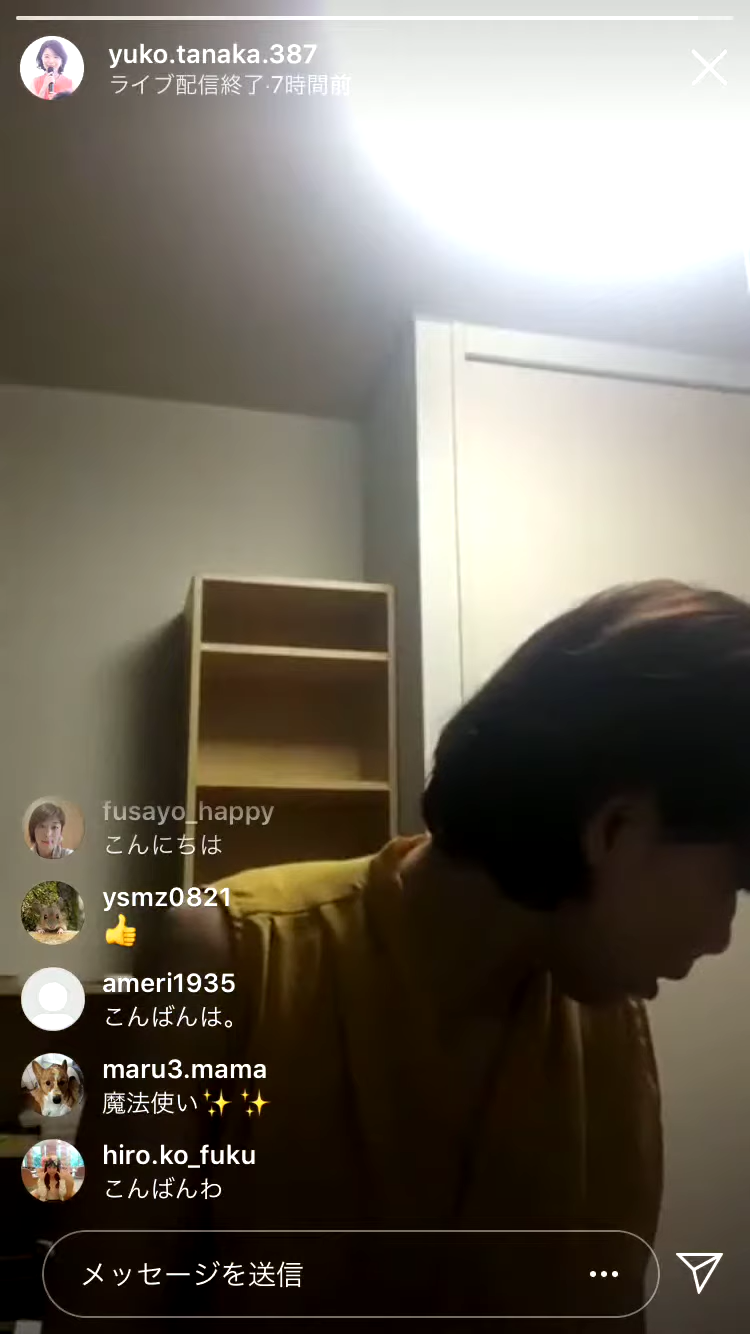 yuko.tanaka.387
ライブ配信終了·7時間前
fusayo_happy
こんにちは
ysmz0821
👍
ameri1935
こんばんは。
maru3.mama
魔法使い✨✨
hiro.ko_fuku
こんばんわ
メッセージを送信